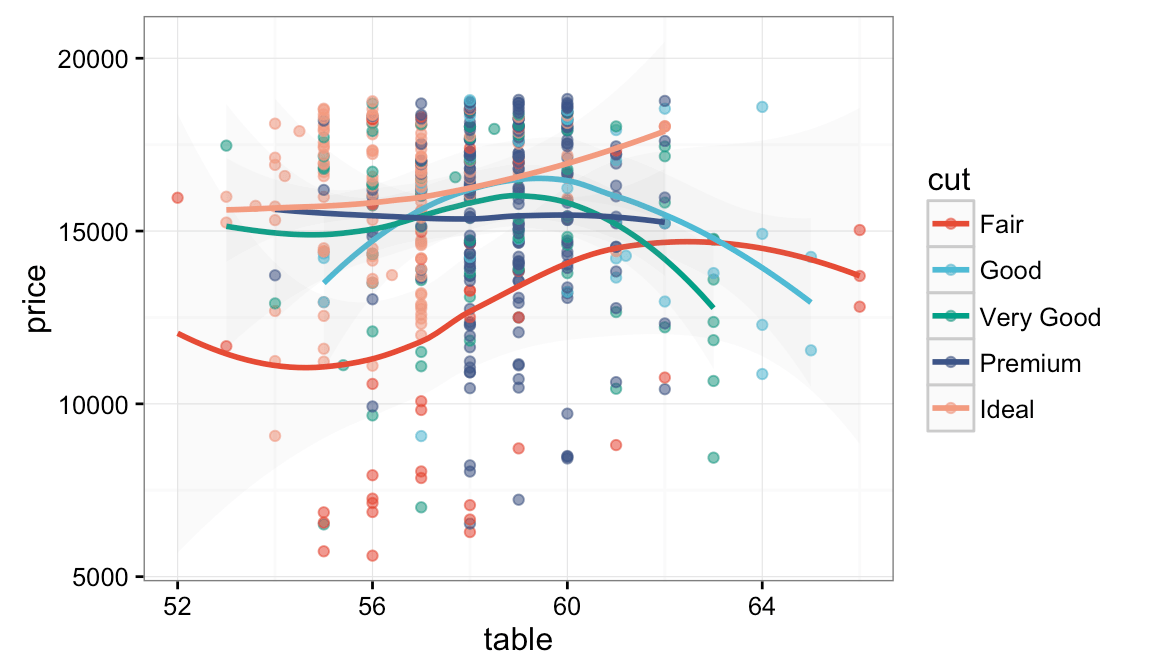 20000
15000
10000
5000
price
52
56
60
64
table
cut
Fair
Good
Very Good
Premium
Ideal